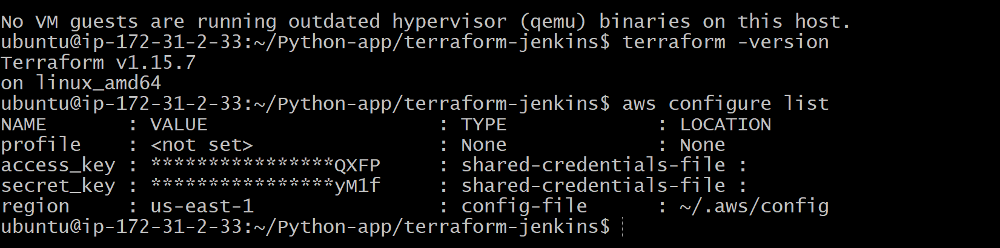 No VM guests are running outdated hypervisor (qemu) binaries on this host.
ubuntu@ip-172-31-2-33:~/Python-app/terraform-jenkins$ terraform -version
Terraform v1.15.7
on linux_amd64
ubuntu@ip-172-31-2-33:~/Python-app/terraform-jenkins$ aws configure list
NAME       : VALUE                    : TYPE             : LOCATION
profile    : <not set>                : None             : None
access_key : ****************QXFP     : shared-credentials-file :
secret_key : ****************yM1f     : shared-credentials-file :
region     : us-east-1                : config-file      : ~/.aws/config
ubuntu@ip-172-31-2-33:~/Python-app/terraform-jenkins$